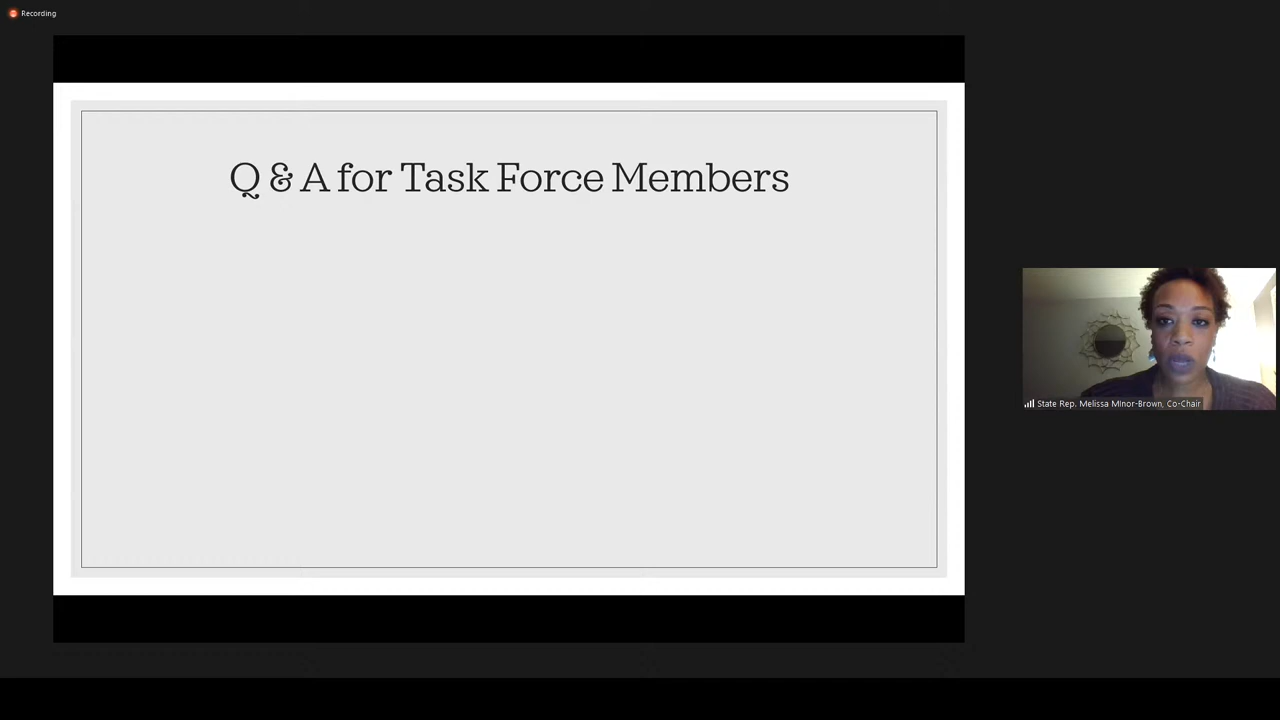 Recording
Q & A for Task Force Members
State Rep. Melissa MInor-Brown, Co-Chair